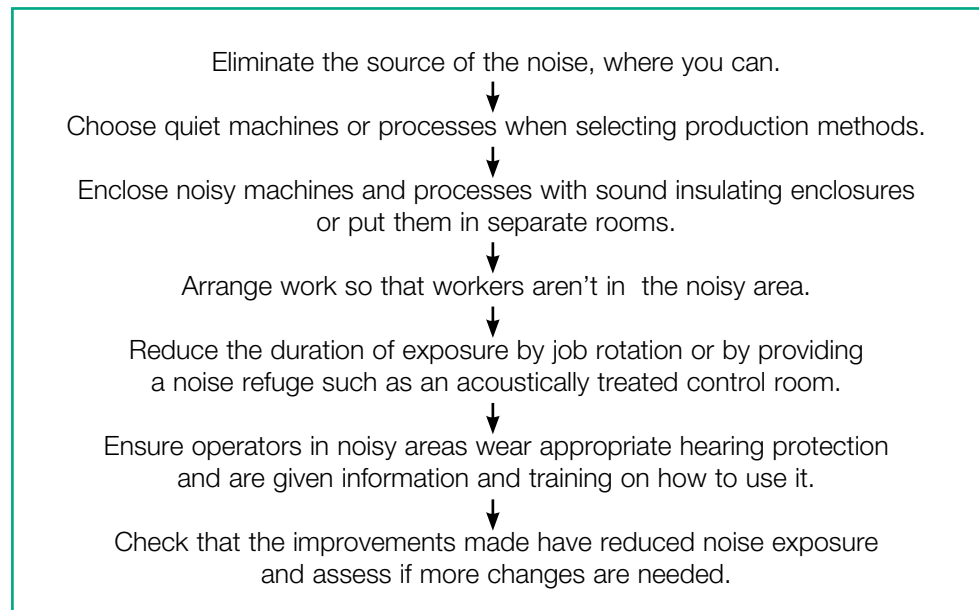 Eliminate the source of the noise, where you can.
Choose quiet machines or processes when selecting production methods.
Enclose noisy machines and processes with sound insulating enclosures
or put them in separate rooms.
Arrange work so that workers aren’t in  the noisy area.
Reduce the duration of exposure by job rotation or by providing
a noise refuge such as an acoustically treated control room.
Ensure operators in noisy areas wear appropriate hearing protection
and are given information and training on how to use it.
Check that the improvements made have reduced noise exposure
and assess if more changes are needed.